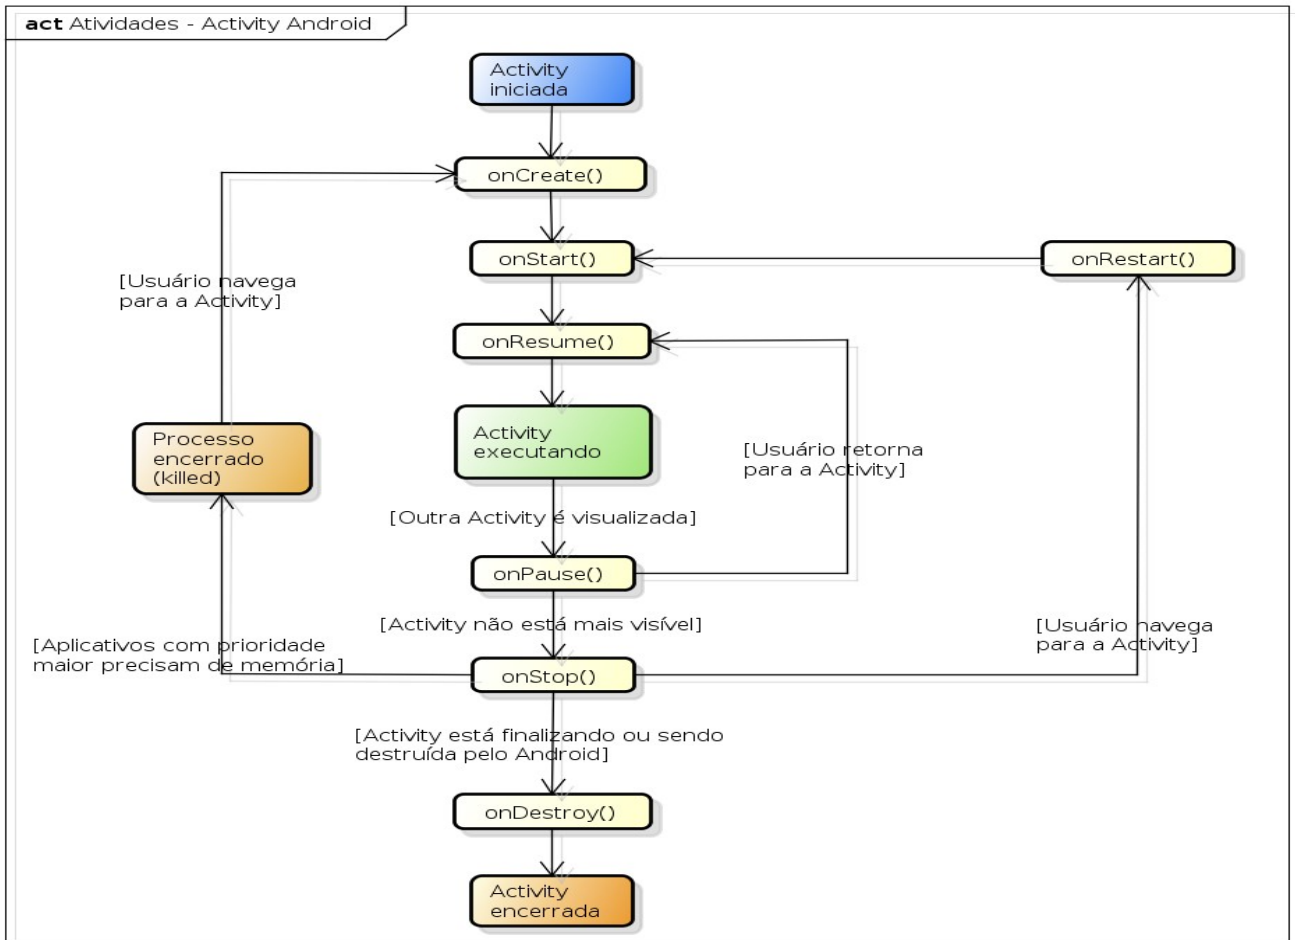 act Atividades - Activity Android
Activity
iniciada
onCreate()
onStart()
onRestart()
[Usuário navega
para a Activity]
onResume()
Processo
encerrado
(killed)
Activity
executando
[Usuário retorna
para a Activity]
[Outra Activity é visualizada]
onPause()
[Activity não está mais visível]
[Usuário navega
para a Activity]
[Aplicativos com prioridade
maior precisam de memória]
onStop()
[Activity está finalizando ou sendo
destruída pelo Android]
onDestroy()
Activity
encerrada